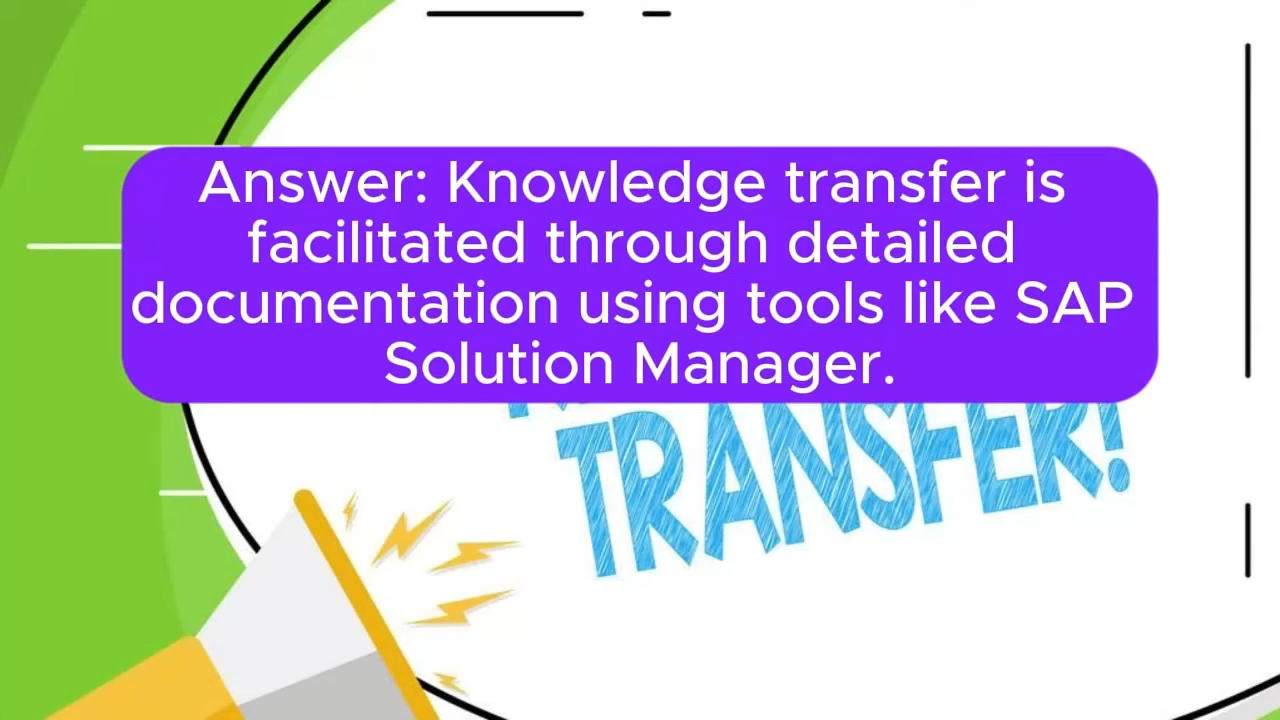 Answer: Knowledge transfer is
facilitated through detailed
documentation using tools like SAP
Solution Manager.
TRANSFER!